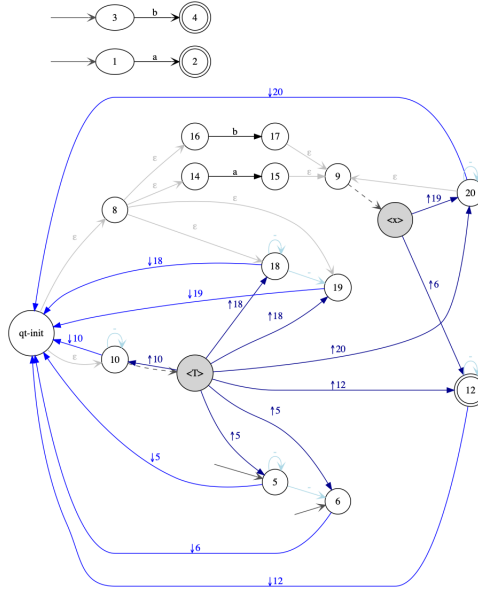 3 b 4
1 a 2
↓20
16 b 17
ε ε
14 a 15 ε 9 ε 20
ε
8 ε
<x> ↑19
ε
ε
↓18 18 ↑6
↓19 19
↑18
↑18
qt-init ↓10
10 ↑10 <T> ↑20
ε
↑12 12
↑5
↑5
↓5 5
6
↓6
↓12